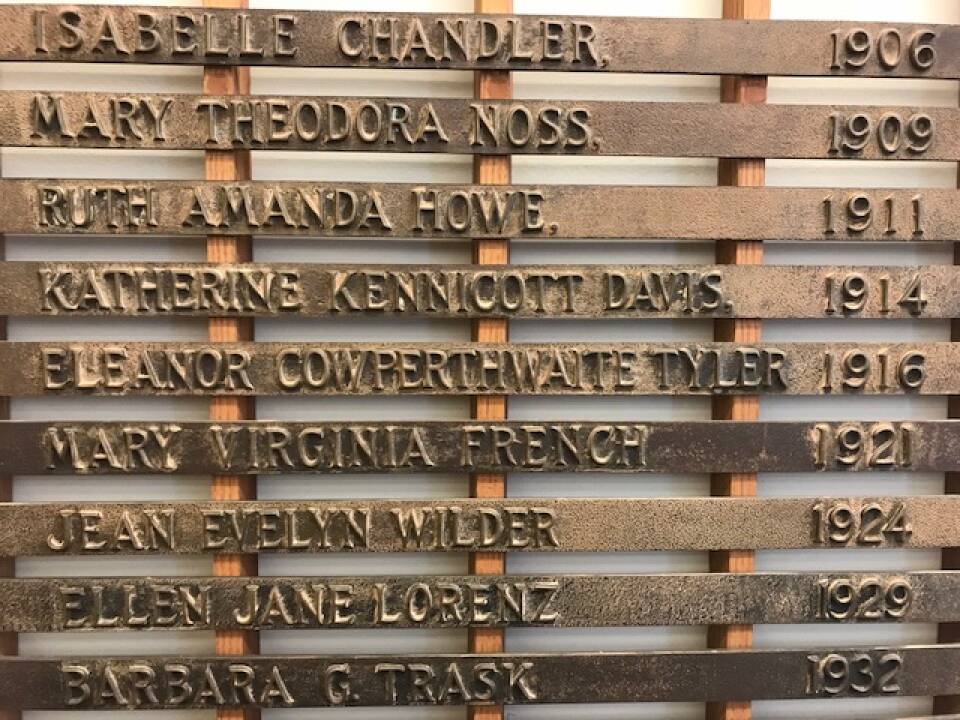 ISABELLE CHANDLER, 1906
MARY THEODORA NOSS, 1909
RUTH AMANDA HOWE, 1911
KATHERINE KENNICOTT DAVIS, 1914
ELEANOR COWPERTHWAITE TYLER 1916
MARY VIRGINIA FRENCH 1921
JEAN EVELYN WILDER 1924
ELLEN JANE LORENZ 1929
BARBARA G. TRASK 1932